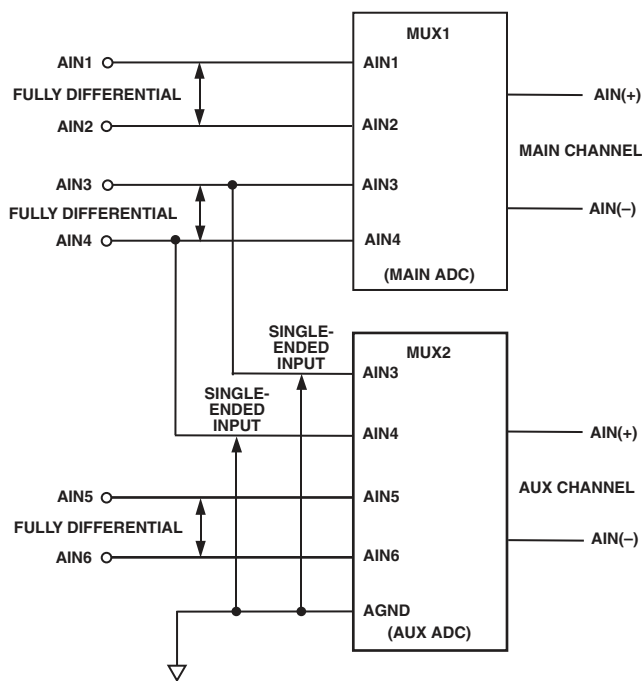 MUX1
AIN1
AIN1
FULLY DIFFERENTIAL
AIN(+)
AIN2
AIN2
MAIN CHANNEL
AIN3
AIN3
FULLY DIFFERENTIAL
AIN(–)
AIN4
AIN4
(MAIN ADC)
SINGLE-
ENDED
INPUT
MUX2
AIN3
SINGLE-
ENDED
INPUT
AIN4
AIN(+)
AIN5
AIN5
AUX CHANNEL
FULLY DIFFERENTIAL
AIN(–)
AIN6
AIN6
AGND
(AUX ADC)